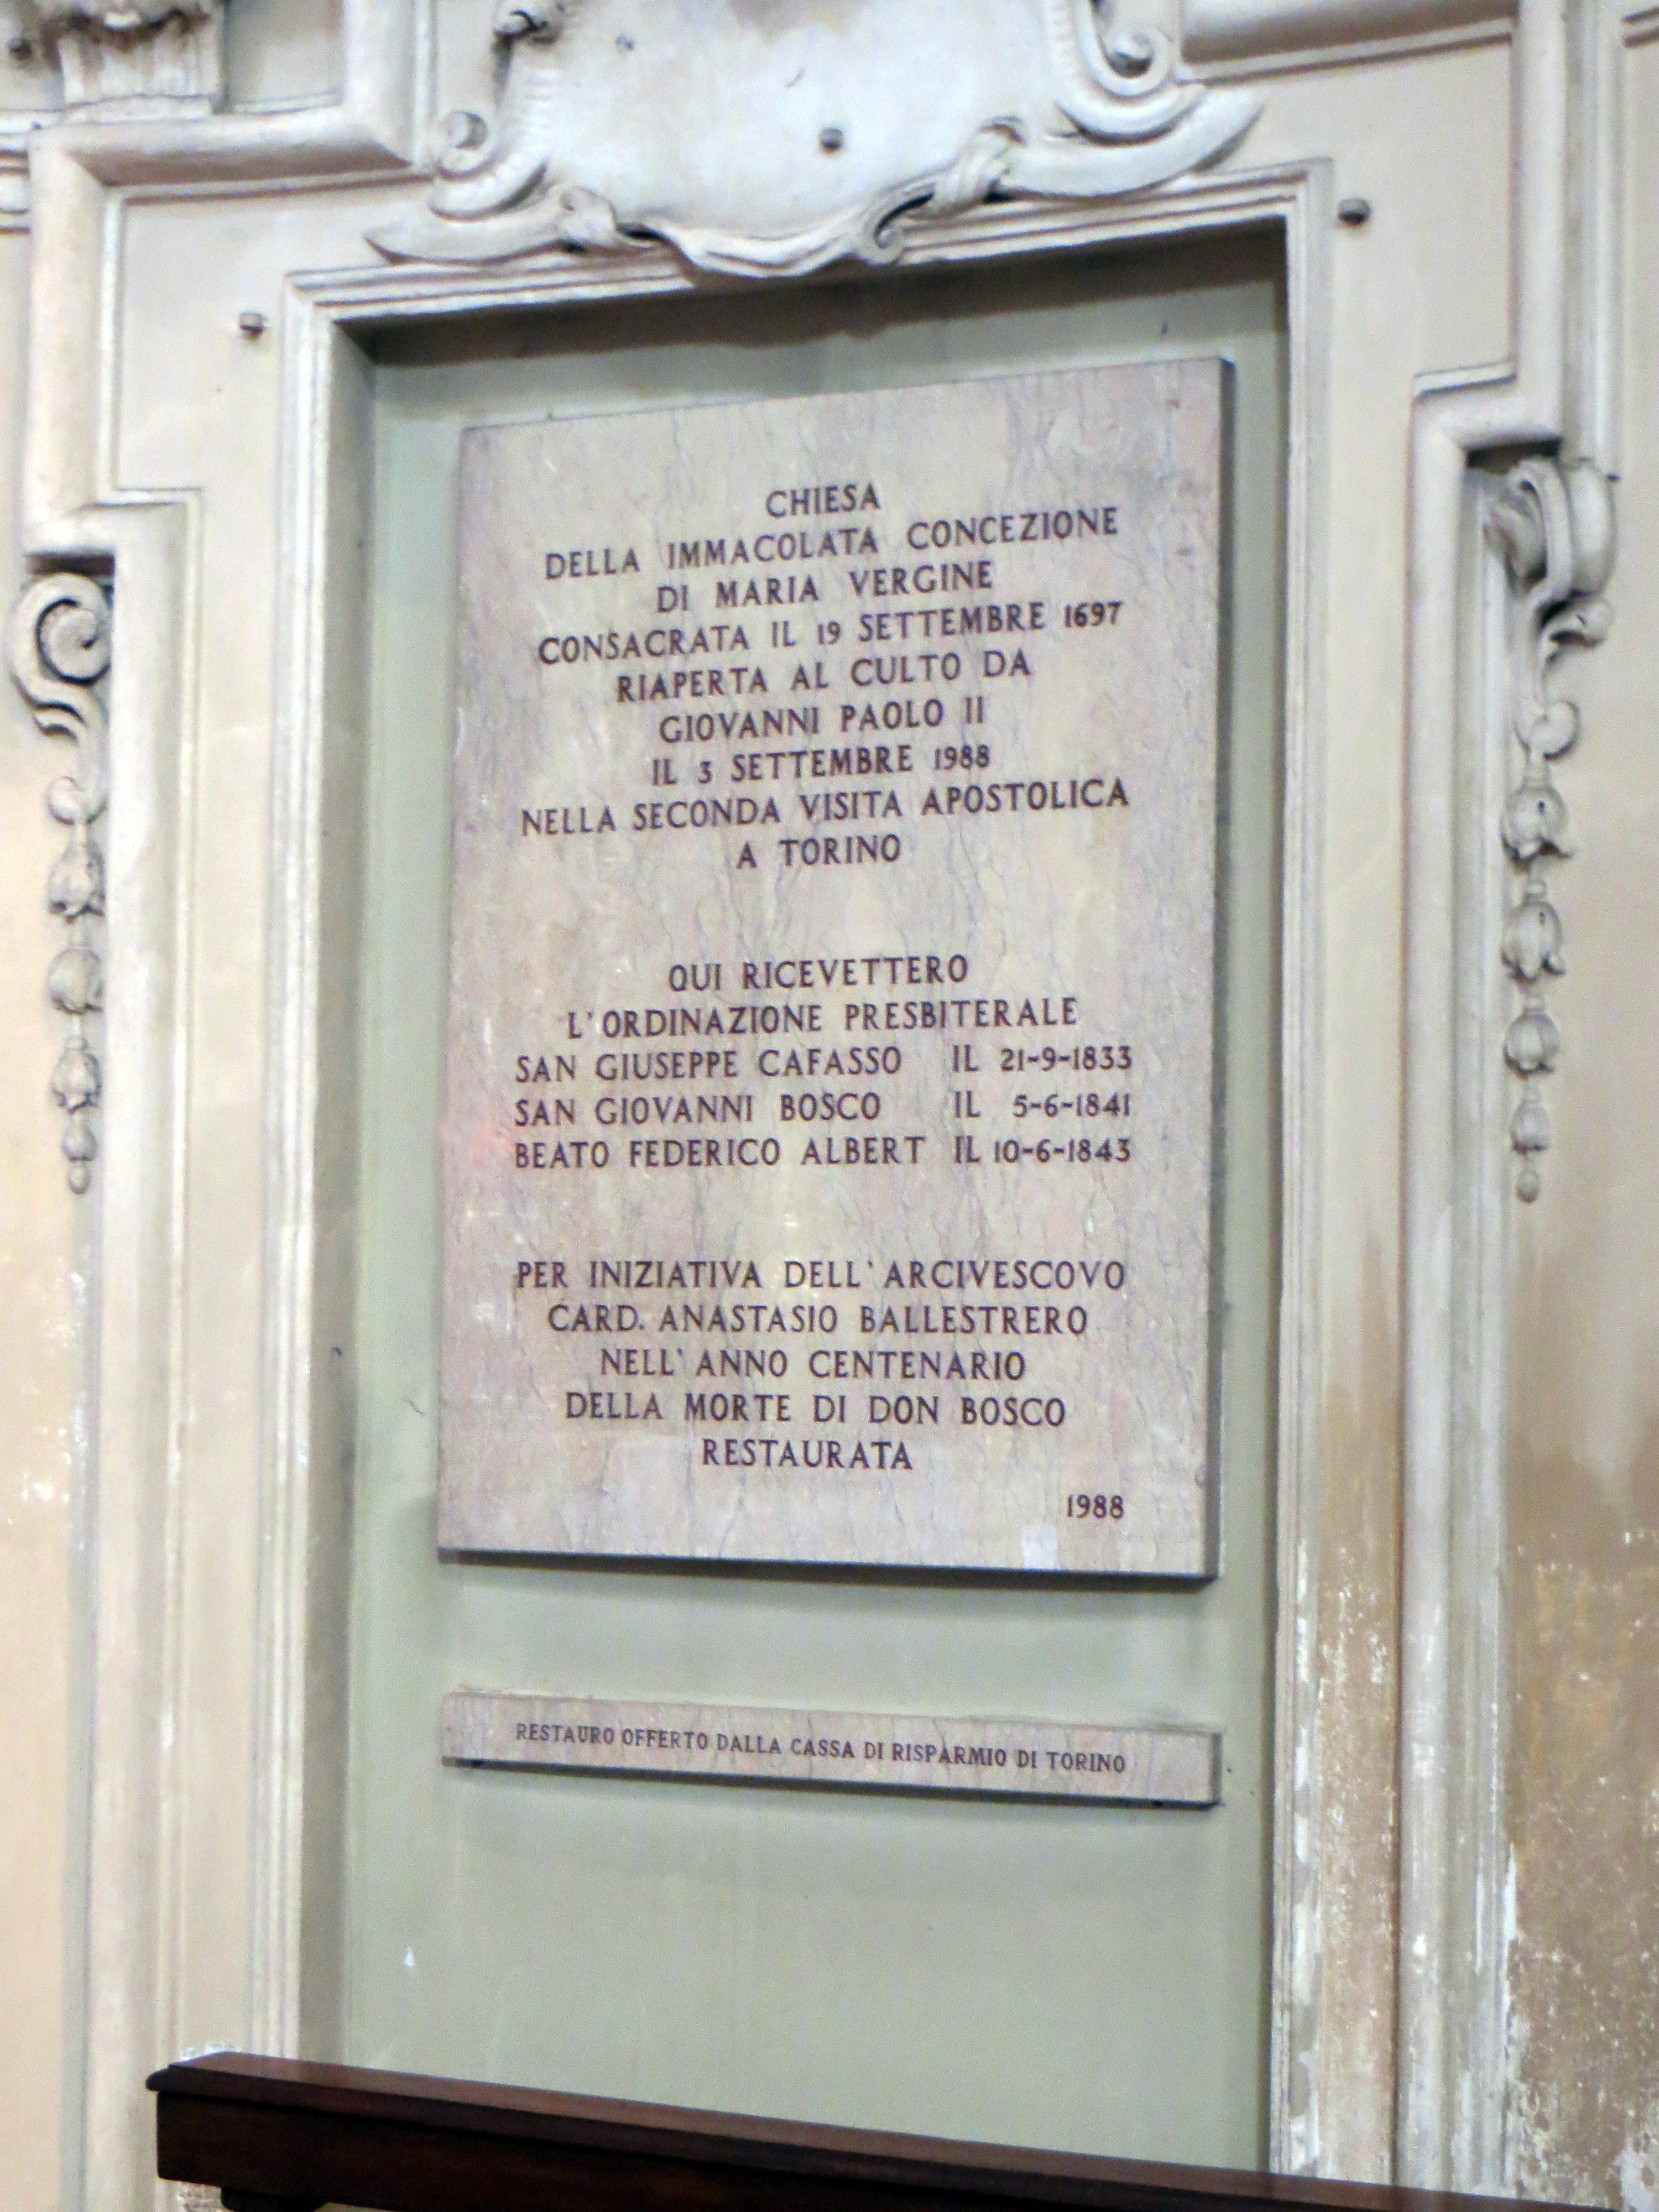 CHIESA
DELLA IMMACOLATA CONCEZIONE
DI MARIA VERGINE
CONSACRATA IL 19 SETTEMBRE 1697
RIAPERTA AL CULTO DA
GIOVANNI PAOLO II
IL 3 SETTEMBRE 1988
NELLA SECONDA VISITA APOSTOLICA
A TORINO
QUI RICEVETTERO
L'ORDINAZIONE PRESBITERALE
SAN GIUSEPPE CAFASSO IL 21-9-1833
SAN GIOVANNI BOSCO IL 5-6-1841
BEATO FEDERICO ALBERT IL 10-6-1843
PER INIZIATIVA DELL'ARCIVESCOVO
CARD. ANASTASIO BALLESTRERO
NELL'ANNO CENTENARIO
DELLA MORTE DI DON BOSCO
RESTAURATA
1988
RESTAURO OFFERTO DALLA CASSA DI RISPARMIO DI TORINO